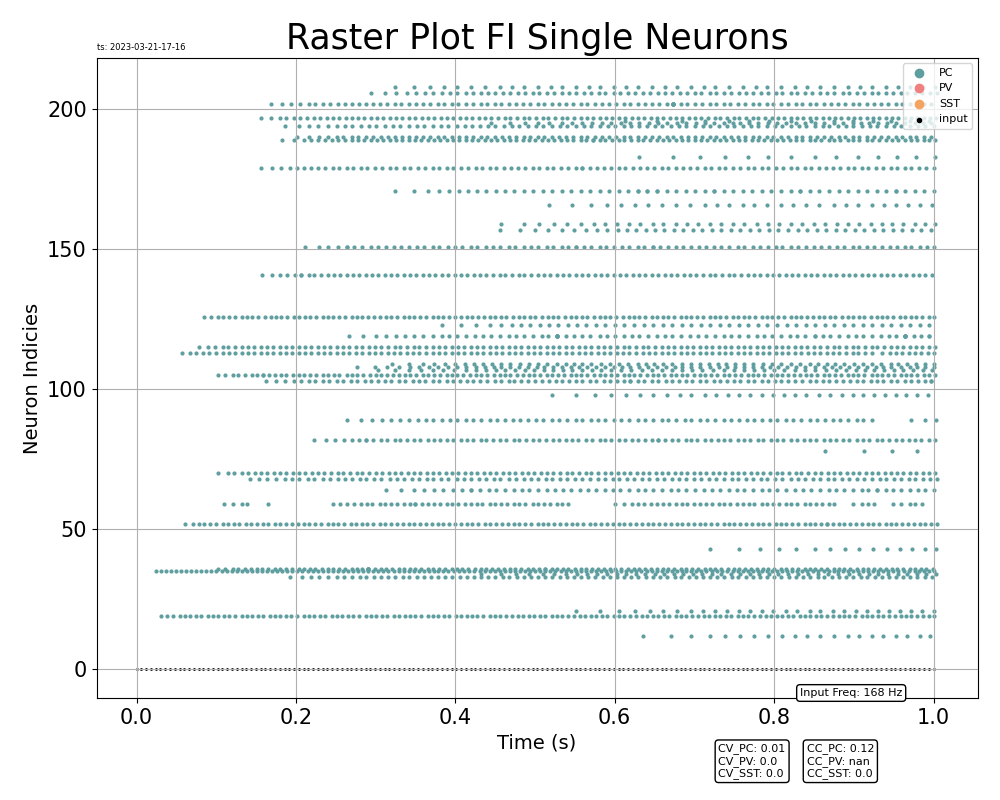 Raster Plot FI Single Neurons
ts: 2023-03-21-17-16
PC
PV
SST
input
200
150
100
50
0
Neuron Indicies
0.0 0.2 0.4 0.6 0.8 1.0
Time (s)
Input Freq: 168 Hz
CV_PC: 0.01
CV_PV: 0.0
CV_SST: 0.0
CC_PC: 0.12
CC_PV: nan
CC_SST: 0.0